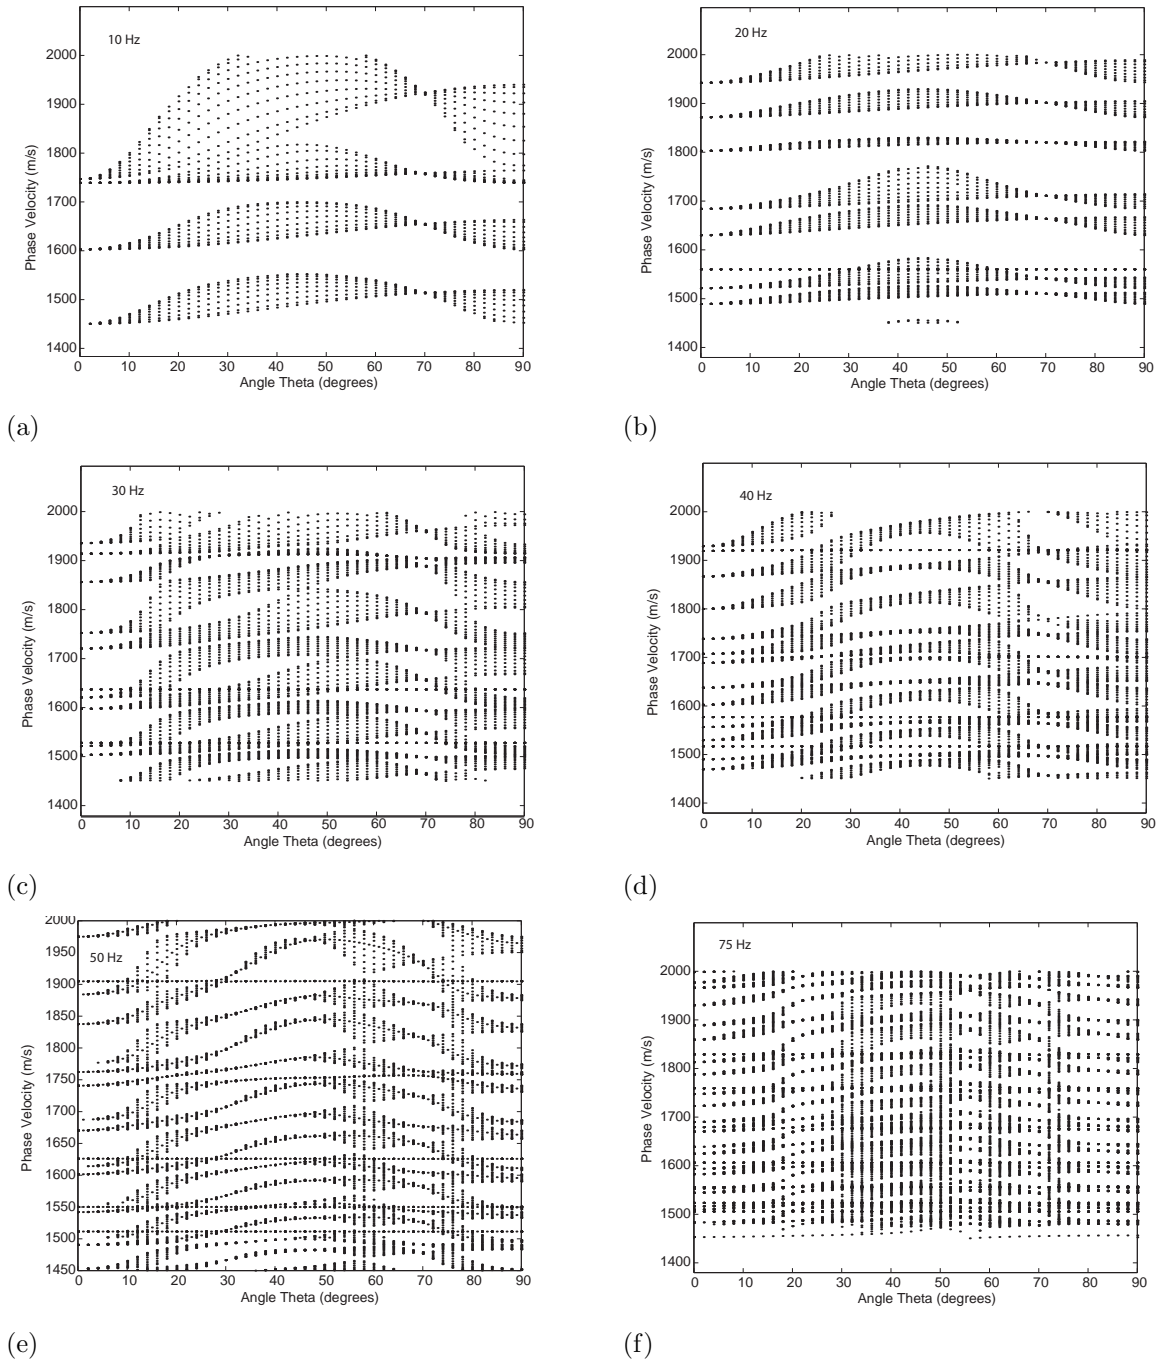 10 Hz
2000
1900
1800
1700
1600
1500
1400
Phase Velocity (m/s)
0 10 20 30 40 50 60 70 80 90
Angle Theta (degrees)
(a)
20 Hz
2000
1900
1800
1700
1600
1500
1400
Phase Velocity (m/s)
0 10 20 30 40 50 60 70 80 90
Angle Theta (degrees)
(b)
30 Hz
2000
1900
1800
1700
1600
1500
1400
Phase Velocity (m/s)
0 10 20 30 40 50 60 70 80 90
Angle Theta (degrees)
(c)
40 Hz
2000
1900
1800
1700
1600
1500
1400
Phase Velocity (m/s)
0 10 20 30 40 50 60 70 80 90
Angle Theta (degrees)
(d)
50 Hz
2000
1950
1900
1850
1800
1750
1700
1650
1600
1550
1500
1450
Phase Velocity (m/s)
0 10 20 30 40 50 60 70 80 90
Angle Theta (degrees)
(e)
75 Hz
2000
1900
1800
1700
1600
1500
1400
Phase Velocity (m/s)
0 10 20 30 40 50 60 70 80 90
Angle Theta (degrees)
(f)